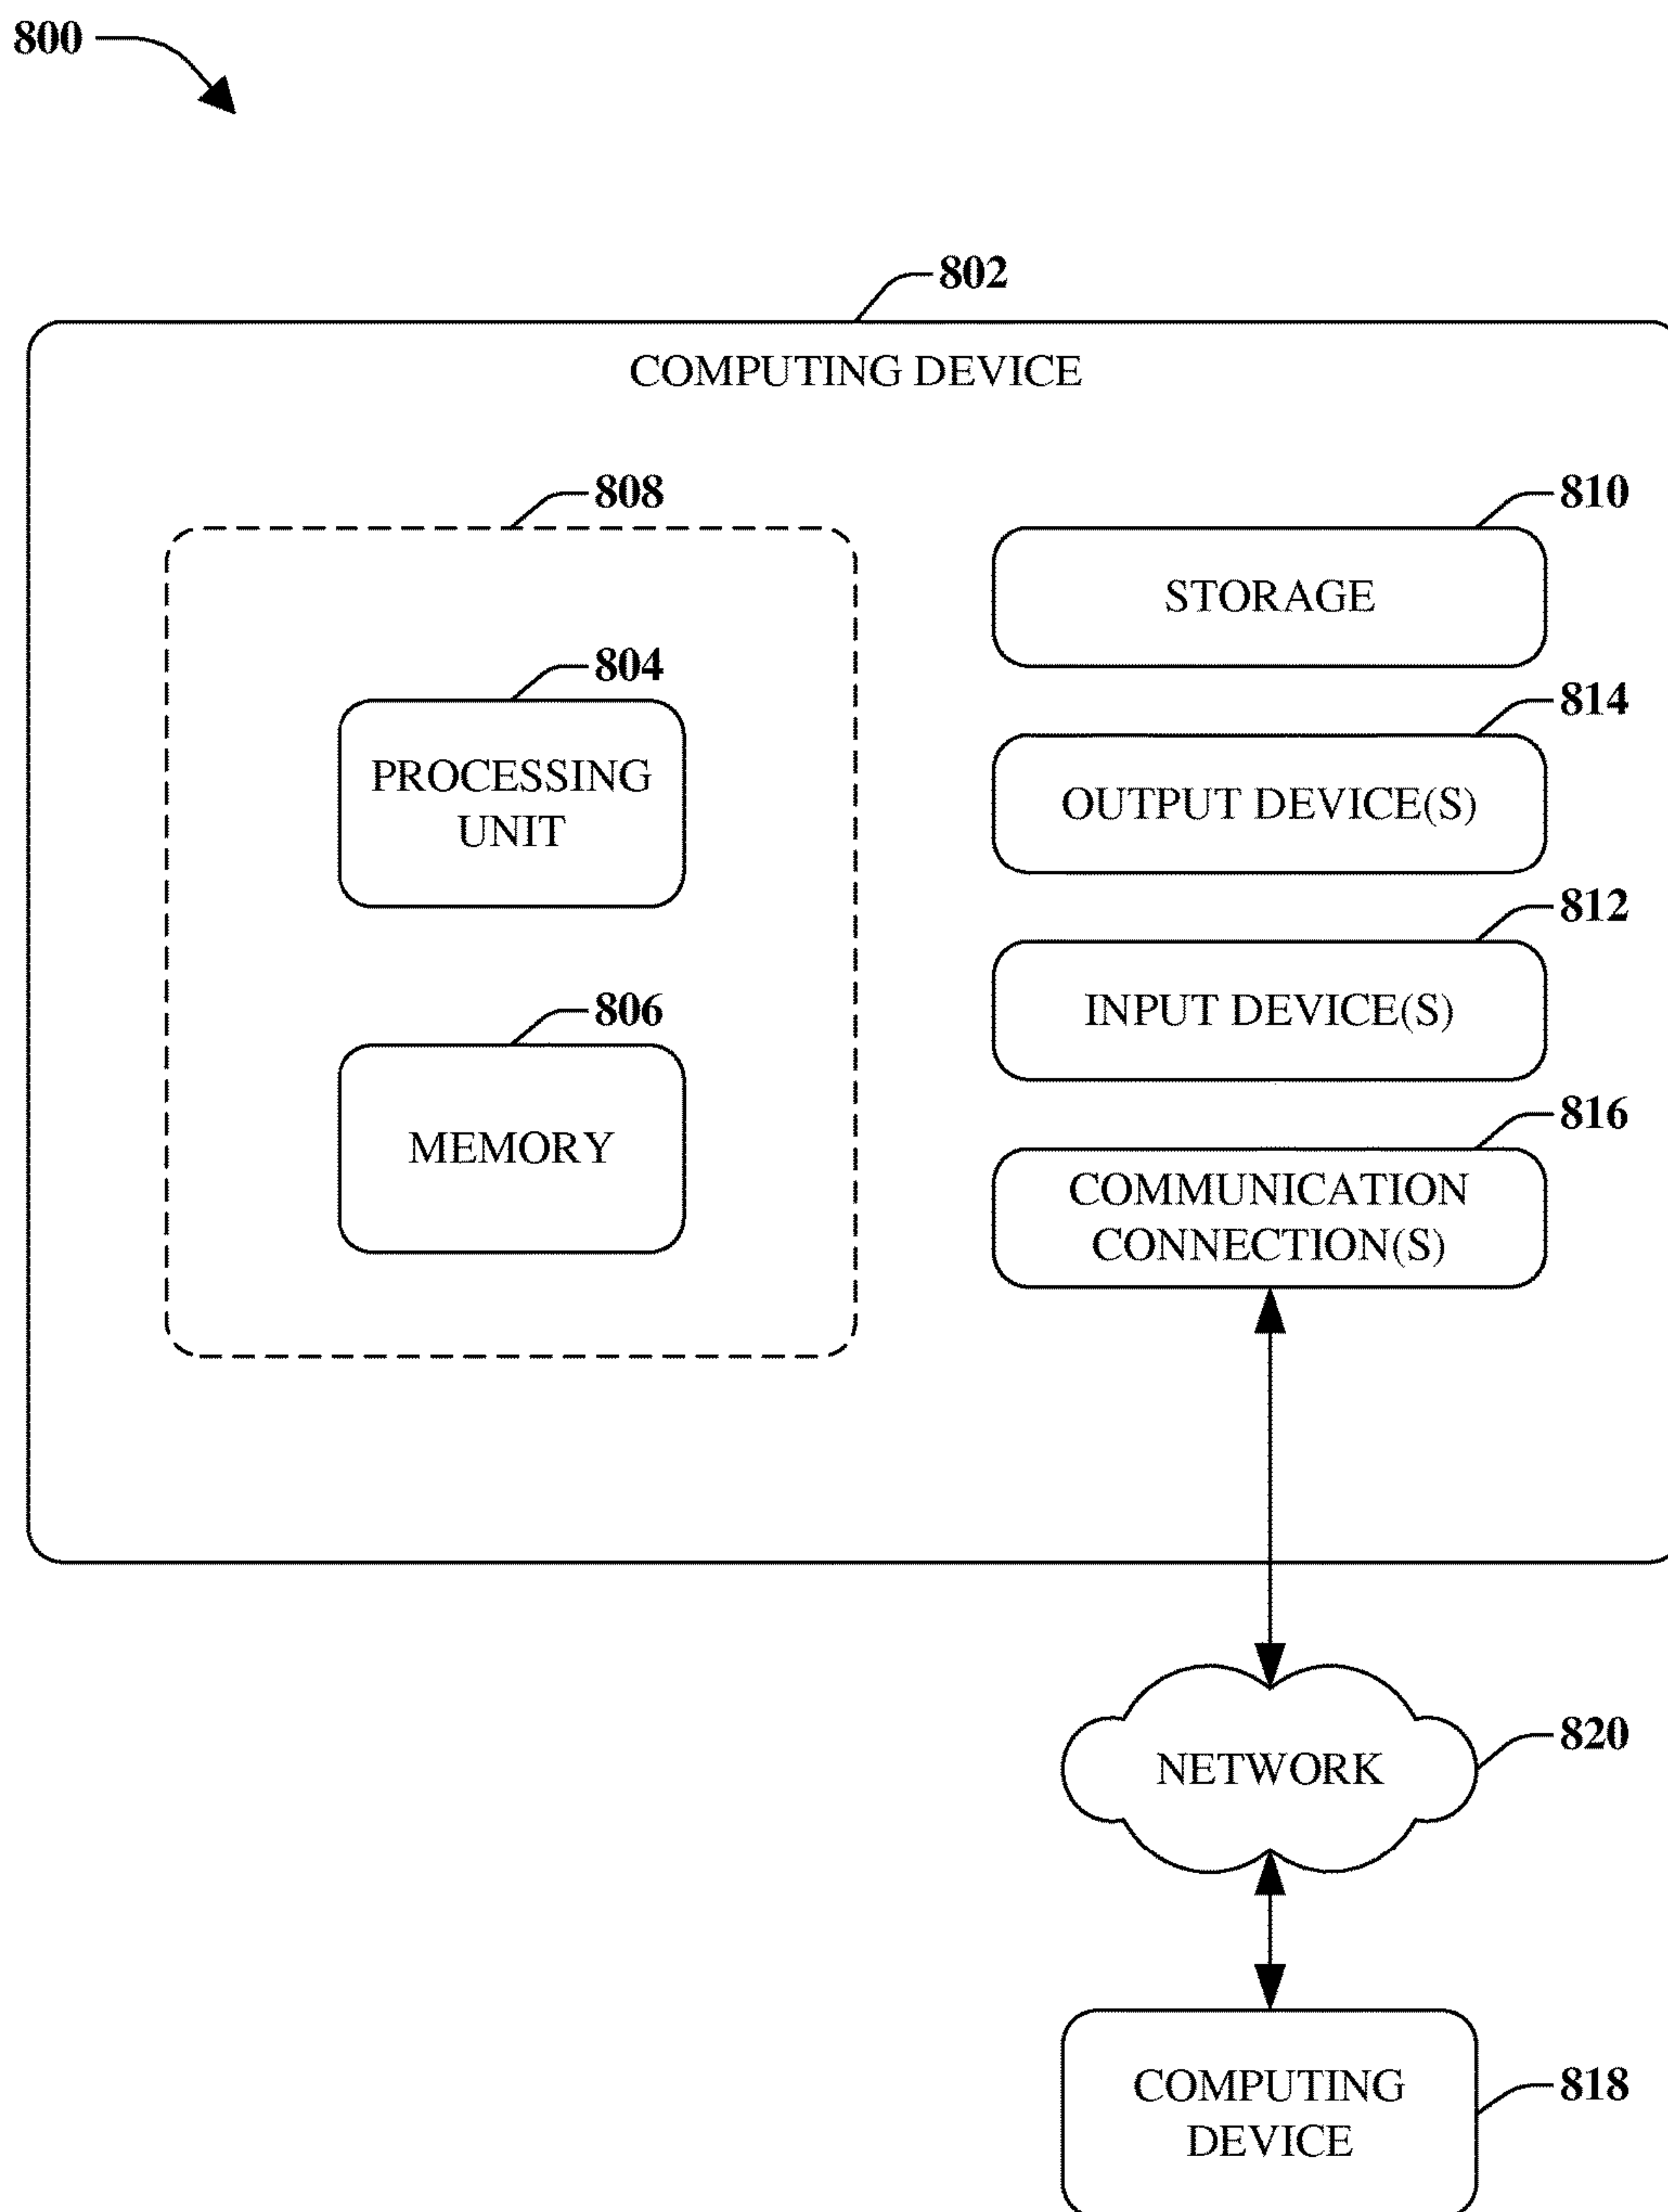 800
802
COMPUTING DEVICE
808
804
PROCESSING
UNIT
806
MEMORY
810
STORAGE
814
OUTPUT DEVICE(S)
812
INPUT DEVICE(S)
816
COMMUNICATION
CONNECTION(S)
820
NETWORK
818
COMPUTING
DEVICE